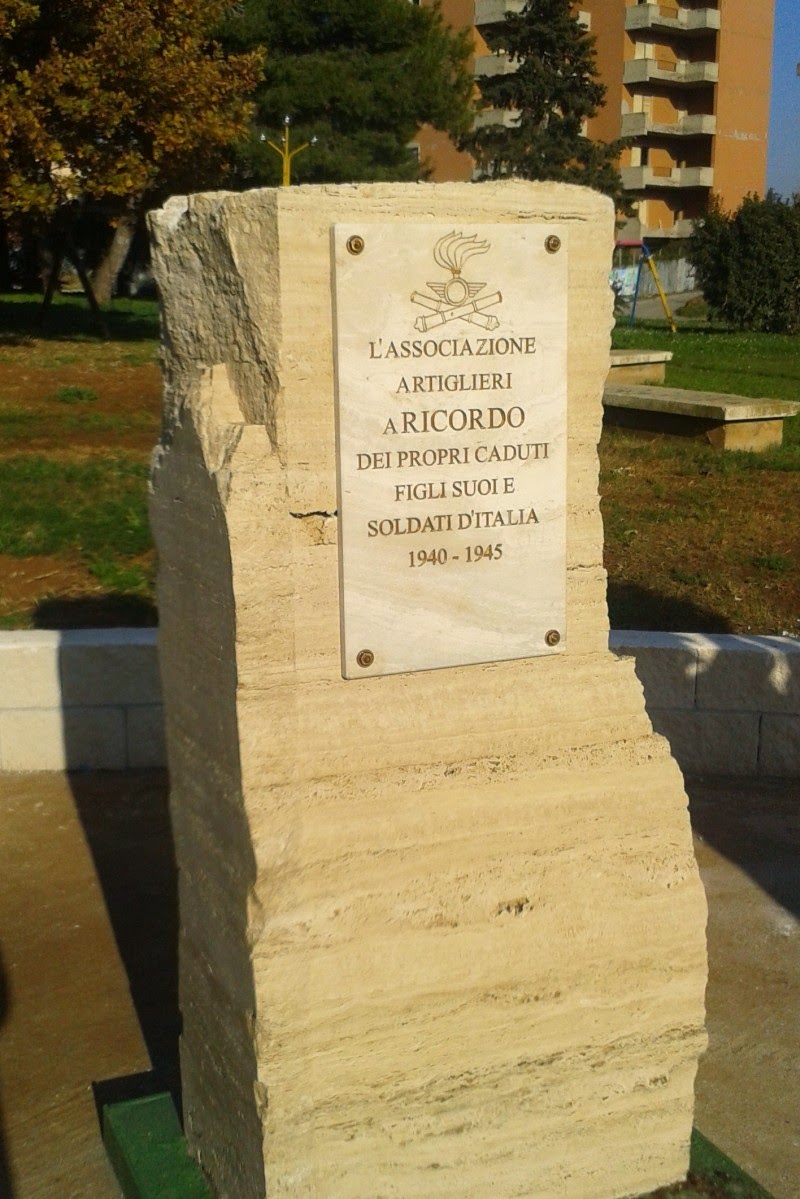 L'ASSOCIAZIONE
ARTIGLIERI
A RICORDO
DEI PROPRI CADUTI
FIGLI SUOI E
SOLDATI D'ITALIA
1940 - 1945